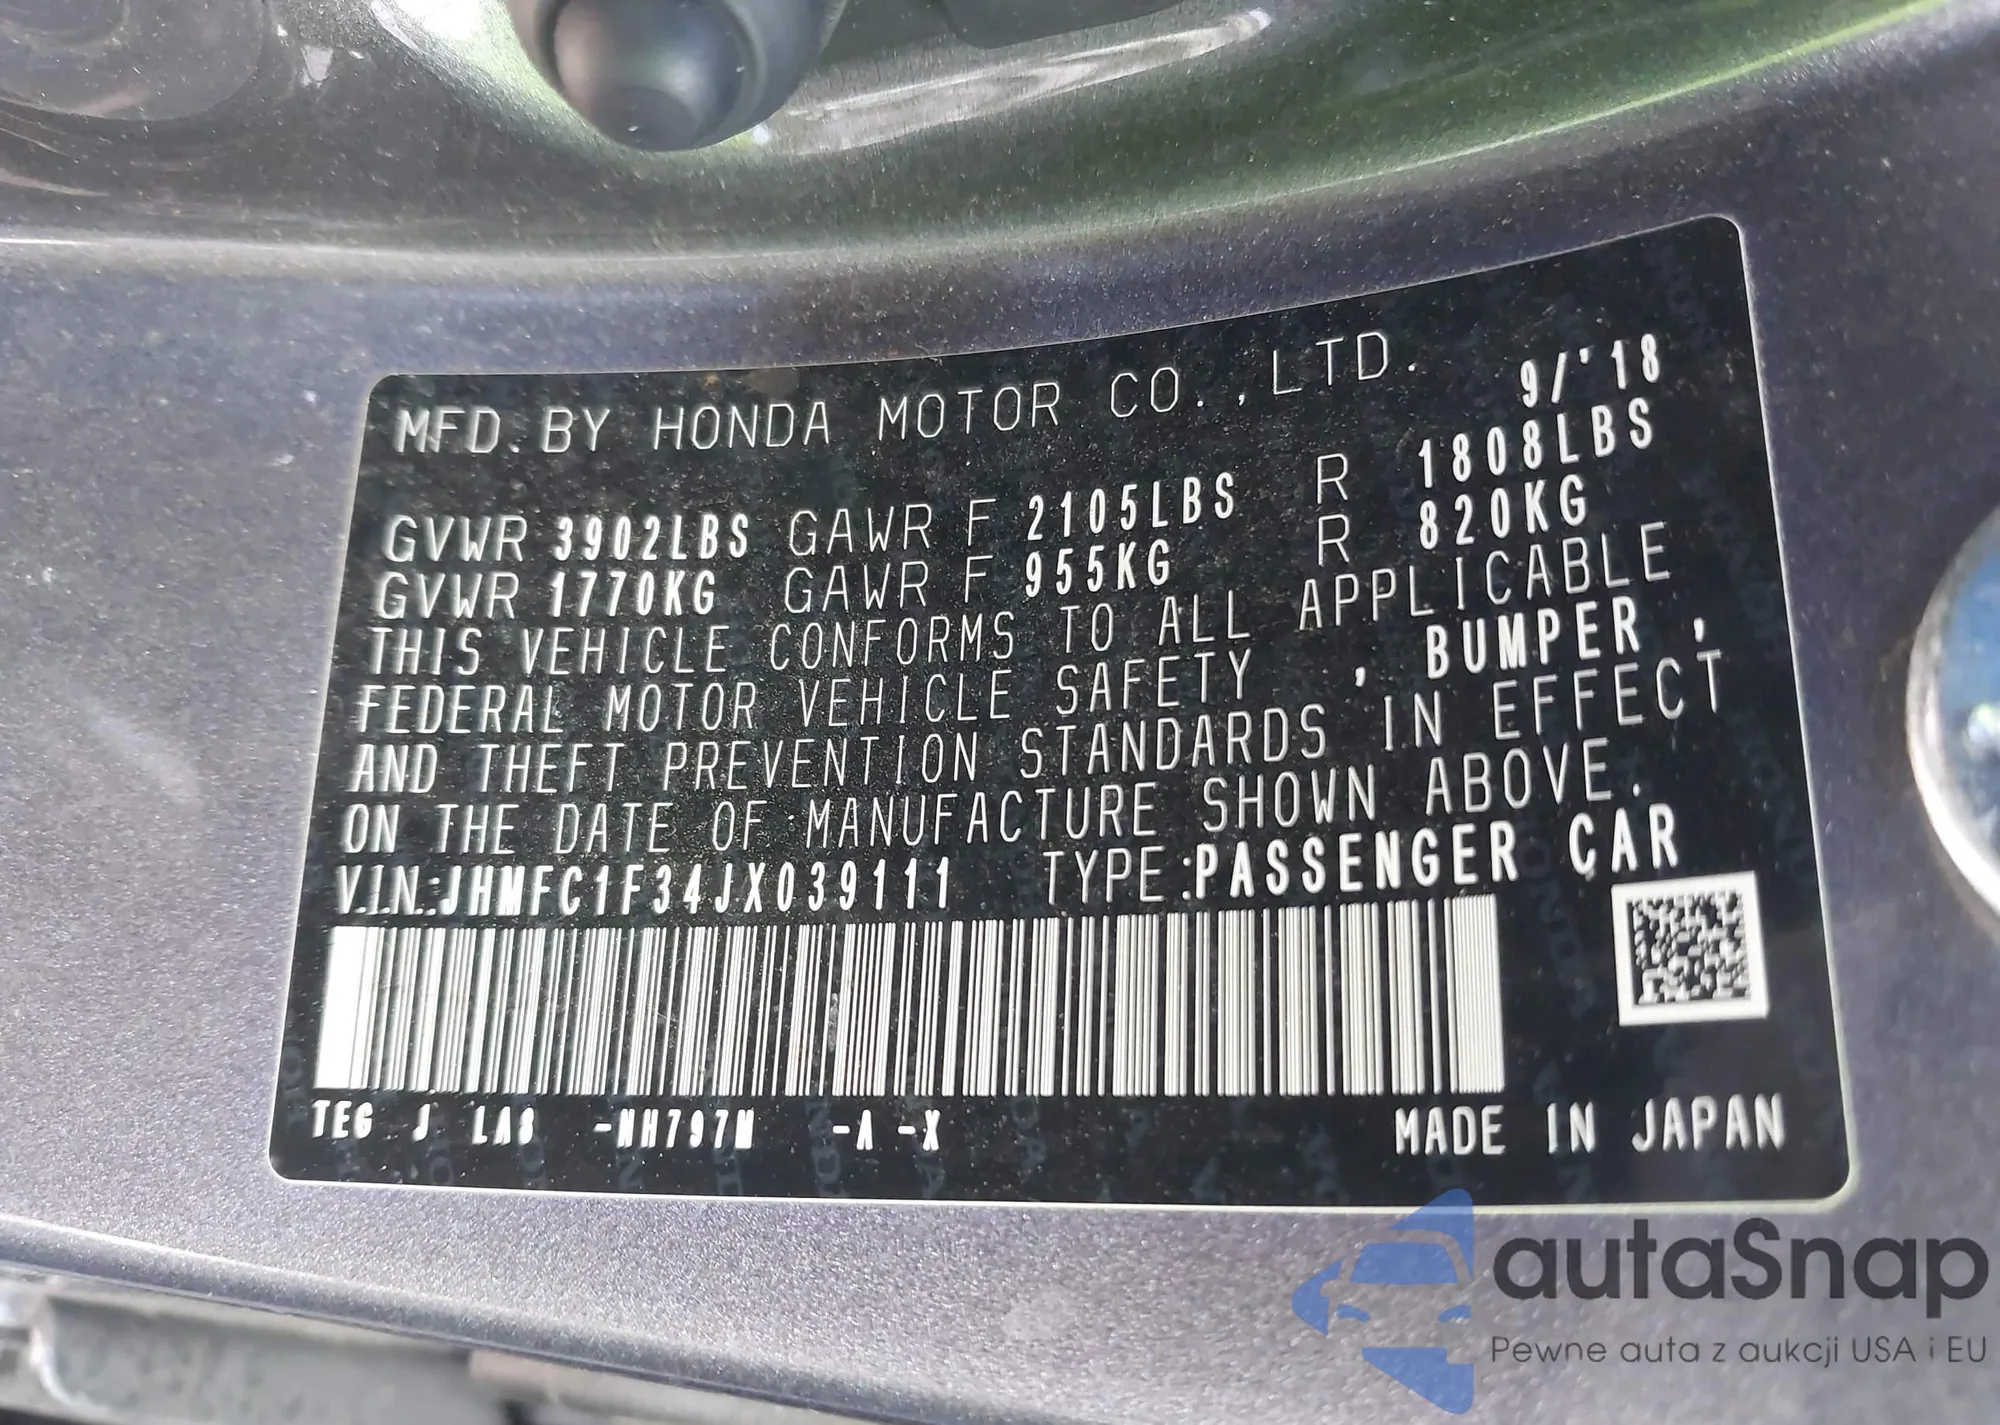 MFD. BY HONDA MOTOR CO.,LTD. 9/'18
GVWR 3902LBS GAWR F 2105LBS R 1808LBS
GVWR 1770KG GAWR F 955KG R 820KG
THIS VEHICLE CONFORMS TO ALL APPLICABLE
FEDERAL MOTOR VEHICLE SAFETY , BUMPER ,
AND THEFT PREVENTION STANDARDS IN EFFECT
ON THE DATE OF MANUFACTURE SHOWN ABOVE.
V.I.N.:JHMFC1F34JX039111 TYPE:PASSENGER CAR
TEG J LA8 -NH797M -A -X MADE IN JAPAN
autaSnap
Pewne auta z aukcji USA i EU